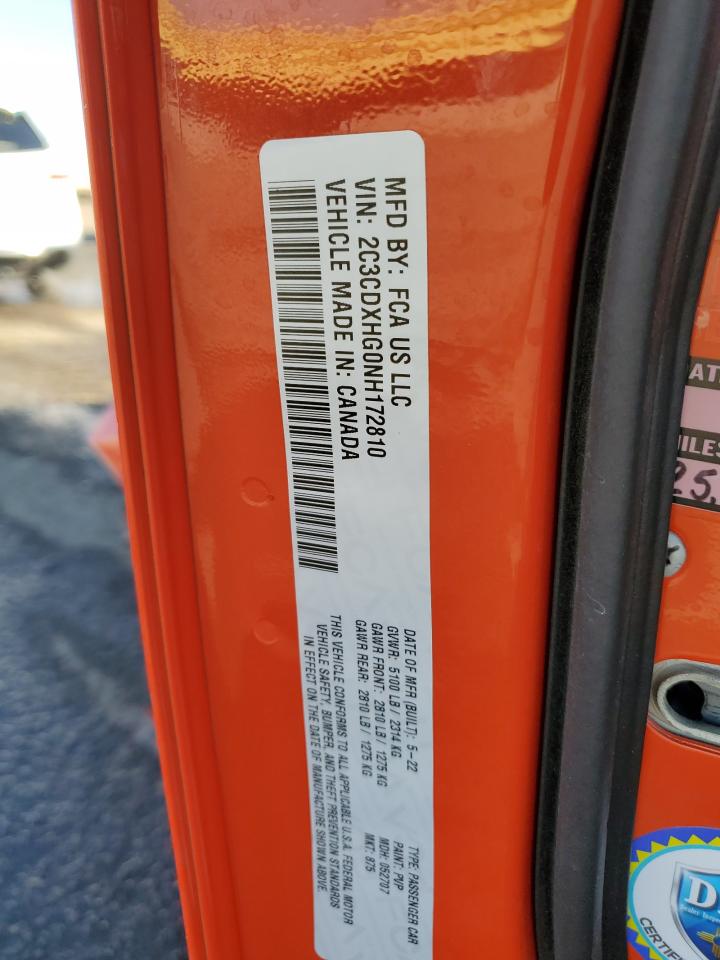 MFD BY: FCA US LLC
VIN: 2C3CDXHG0NH172810
VEHICLE MADE IN: CANADA
DATE OF MFR (BUILT): 5-22
GVWR: 5100 LB / 2314 KG
GAWR FRONT: 2810 LB / 1275 KG
GAWR REAR: 2810 LB / 1275 KG
TYPE: PASSENGER CAR
PAINT: PVP
MDH: 052707
MKT: 875
THIS VEHICLE CONFORMS TO ALL APPLICABLE U.S.A. FEDERAL MOTOR
VEHICLE SAFETY, BUMPER, AND THEFT PREVENTION STANDARDS
IN EFFECT ON THE DATE OF MANUFACTURE SHOWN ABOVE.